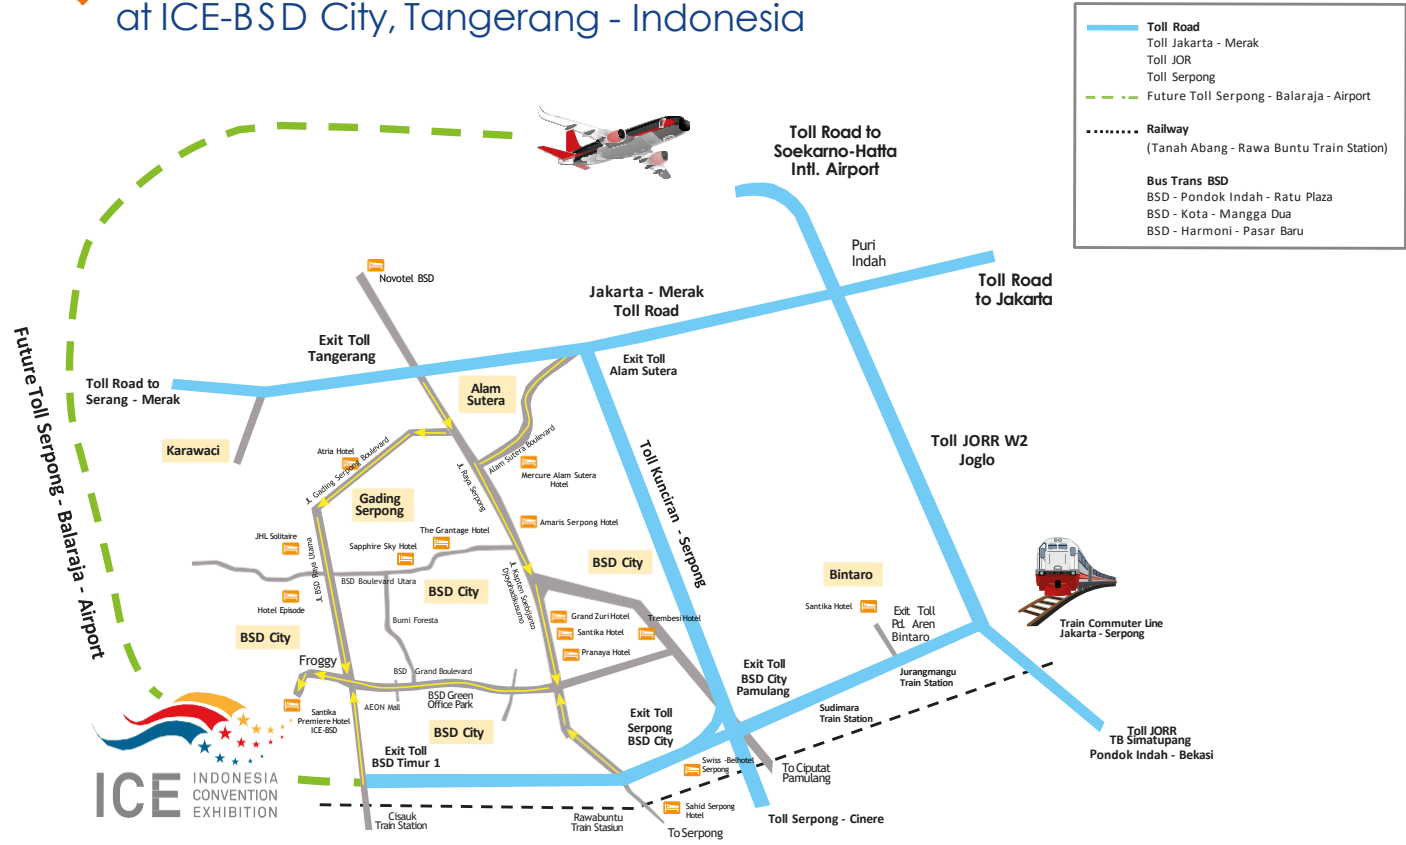 at ICE-BSD City, Tangerang - Indonesia
Toll Road
Toll Jakarta - Merak
Toll JOR
Toll Serpong
Future Toll Serpong - Balaraja - Airport
Railway
(Tanah Abang - Rawa Buntu Train Station)
Bus Trans BSD
BSD - Pondok Indah - Ratu Plaza
BSD - Kota - Mangga Dua
BSD - Harmoni - Pasar Baru
Toll Road to
Soekarno-Hatta
Intl. Airport
Puri
Indah
Toll Road
to Jakarta
Novotel BSD
Jakarta - Merak
Toll Road
Exit Toll
Tangerang
Exit Toll
Alam Sutera
Toll Road to
Serang - Merak
Alam
Sutera
Karawaci
Future Toll Serpong - Balaraja - Airport
Atria Hotel
Jl. Gading Serpong Boulevard
Alam Sutera Boulevard
Jl. Raya Serpong
Mercure Alam Sutera
Hotel
Toll Kunciran - Serpong
Toll JORR W2
Joglo
Gading
Serpong
Amaris Serpong Hotel
The Grantage Hotel
JHL Solitaire
Sapphire Sky Hotel
Jl. BSD Raya Utama
BSD Boulevard Utara
Jl. Kapten Soebijanto
Djojohadikusumo
BSD City
BSD City
Bintaro
Hotel Episode
Bumi Foresta
Grand Zuri Hotel
Trembesi Hotel
Santika Hotel
Santika Hotel
Exit Toll
Pd. Aren
Bintaro
Train Commuter Line
Jakarta - Serpong
BSD City
Pranaya Hotel
Froggy
BSD Grand Boulevard
Exit Toll
BSD City
Pamulang
Jurangmangu
Train Station
BSD Green
Office Park
AEON Mall
Santika
Premiere Hotel
ICE-BSD
Exit Toll
Serpong
BSD City
Sudimara
Train Station
BSD City
Toll JORR
TB Simatupang
Pondok Indah - Bekasi
Exit Toll
BSD Timur 1
Swiss -Belhotel
Serpong
To Ciputat
Pamulang
ICE
INDONESIA
CONVENTION
EXHIBITION
Cisauk
Train Station
Rawabuntu
Train Stasiun
Sahid Serpong
Hotel
To Serpong
Toll Serpong - Cinere